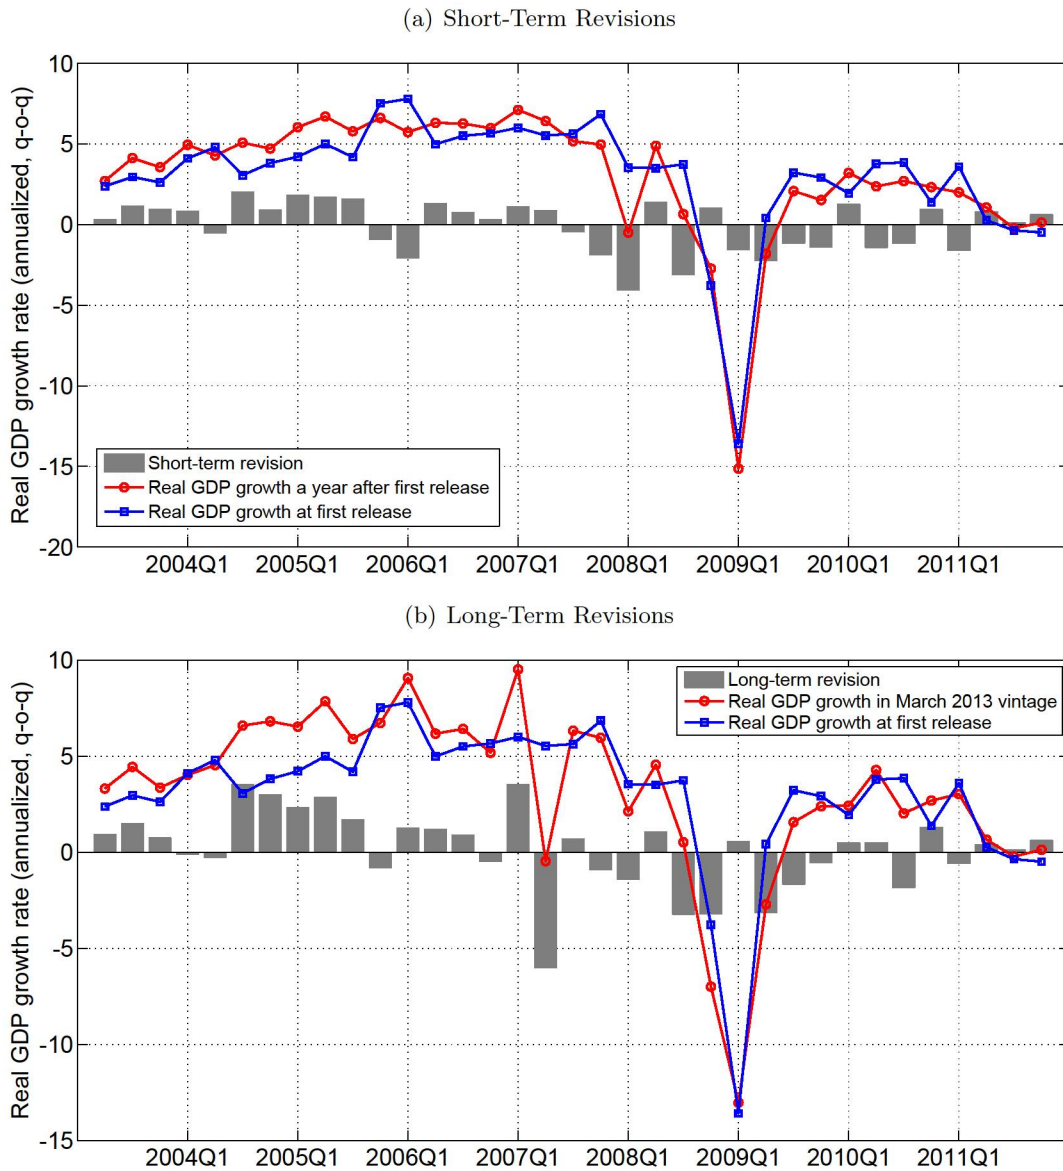 (a) Short-Term Revisions
Real GDP growth rate (annualized, q-o-q)
10
5
0
-5
-10
-15
-20
Short-term revision
Real GDP growth a year after first release
Real GDP growth at first release
2004Q1 2005Q1 2006Q1 2007Q1 2008Q1 2009Q1 2010Q1 2011Q1
(b) Long-Term Revisions
Real GDP growth rate (annualized, q-o-q)
10
5
0
-5
-10
-15
Long-term revision
Real GDP growth in March 2013 vintage
Real GDP growth at first release
2004Q1 2005Q1 2006Q1 2007Q1 2008Q1 2009Q1 2010Q1 2011Q1